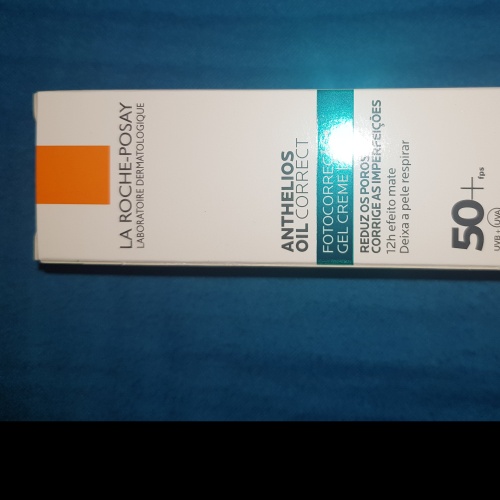 LA ROCHE-POSAY
LABORATOIRE DERMATOLOGIQUE
ANTHELIOS
OIL CORRECT
FOTOCORREC
GEL CREME
REDUZ OS POROS
CORRIGE AS IMPERFEIÇÕES
12h efeito mate
Deixa a pele respirar
50+
fps
UVB + UVA